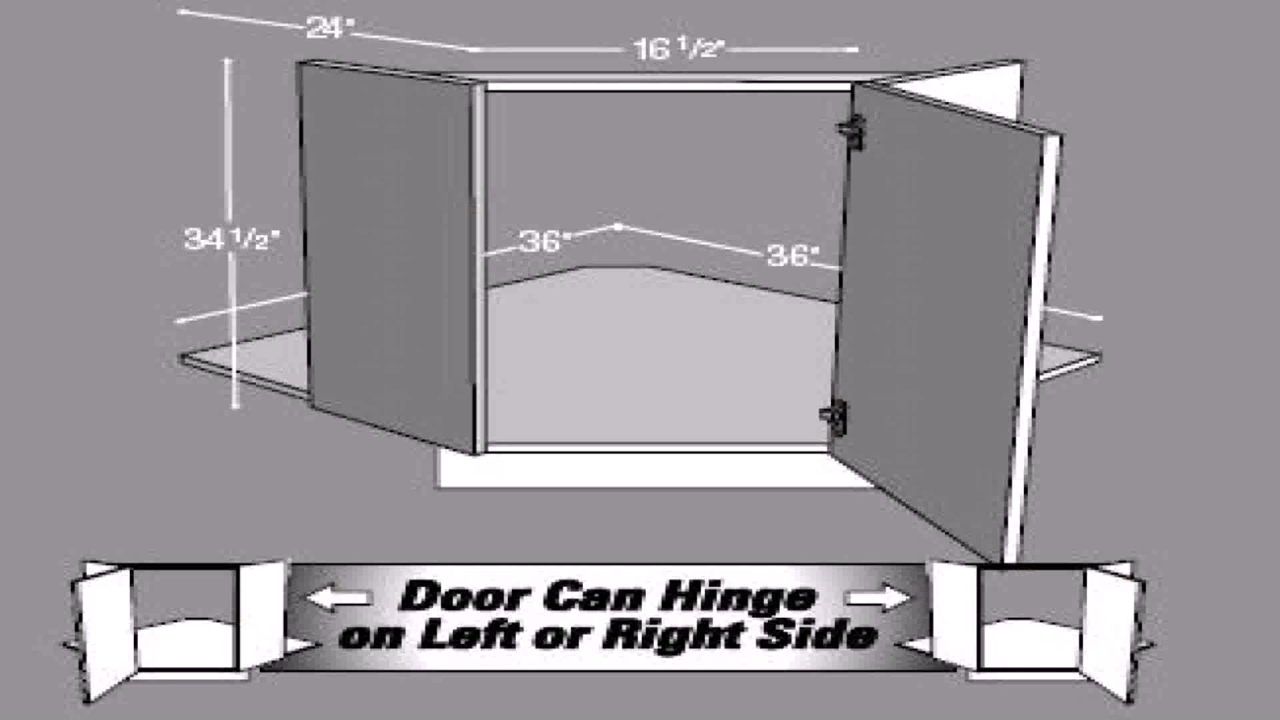 24"
16 1/2"
34 1/2"
36"
36"
Door Can Hinge
on Left or Right Side